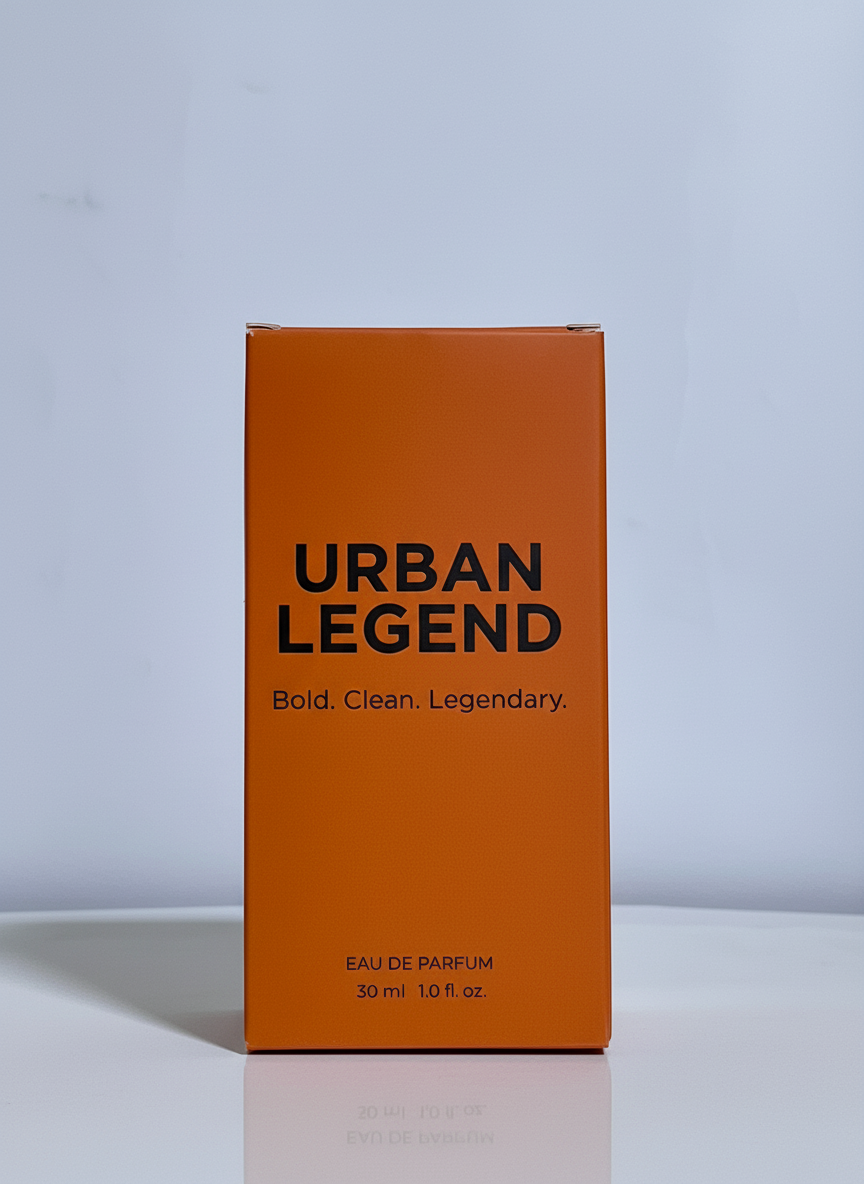 URBAN
LEGEND
Bold. Clean. Legendary.
EAU DE PARFUM
30 ml 1.0 fl. oz.